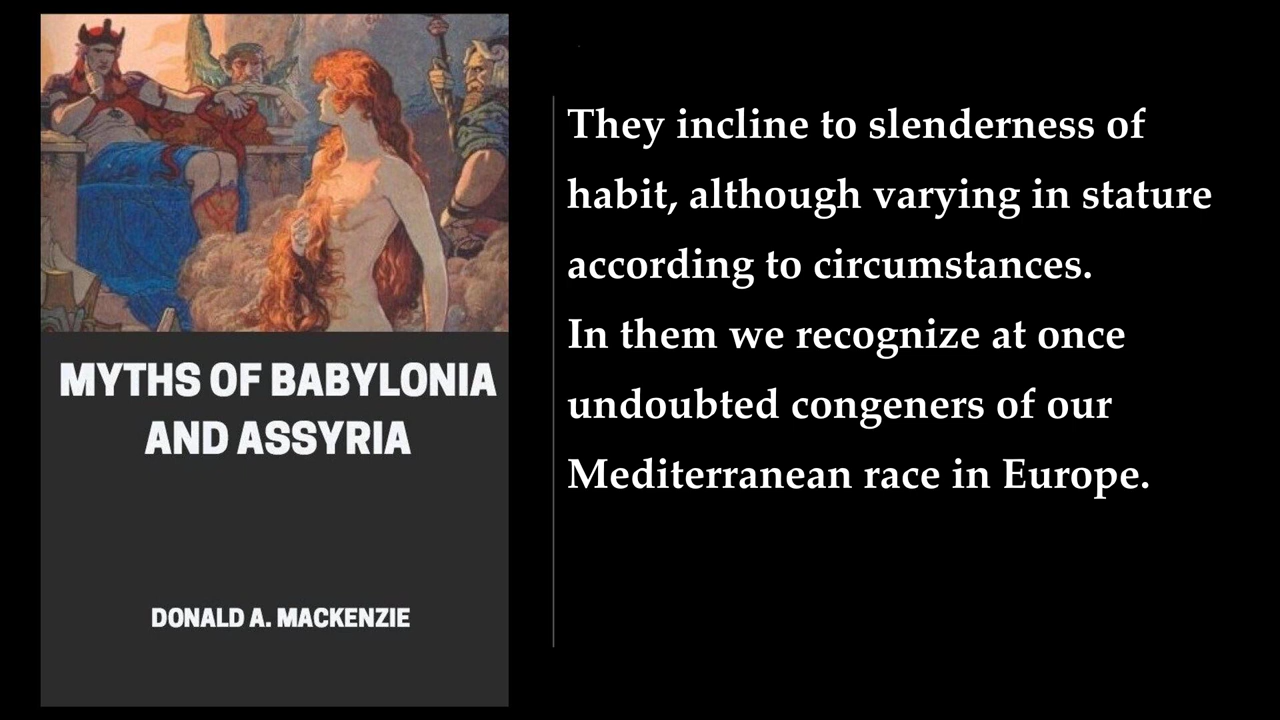 MYTHS OF BABYLONIA
AND ASSYRIA
DONALD A. MACKENZIE
They incline to slenderness of
habit, although varying in stature
according to circumstances.
In them we recognize at once
undoubted congeners of our
Mediterranean race in Europe.